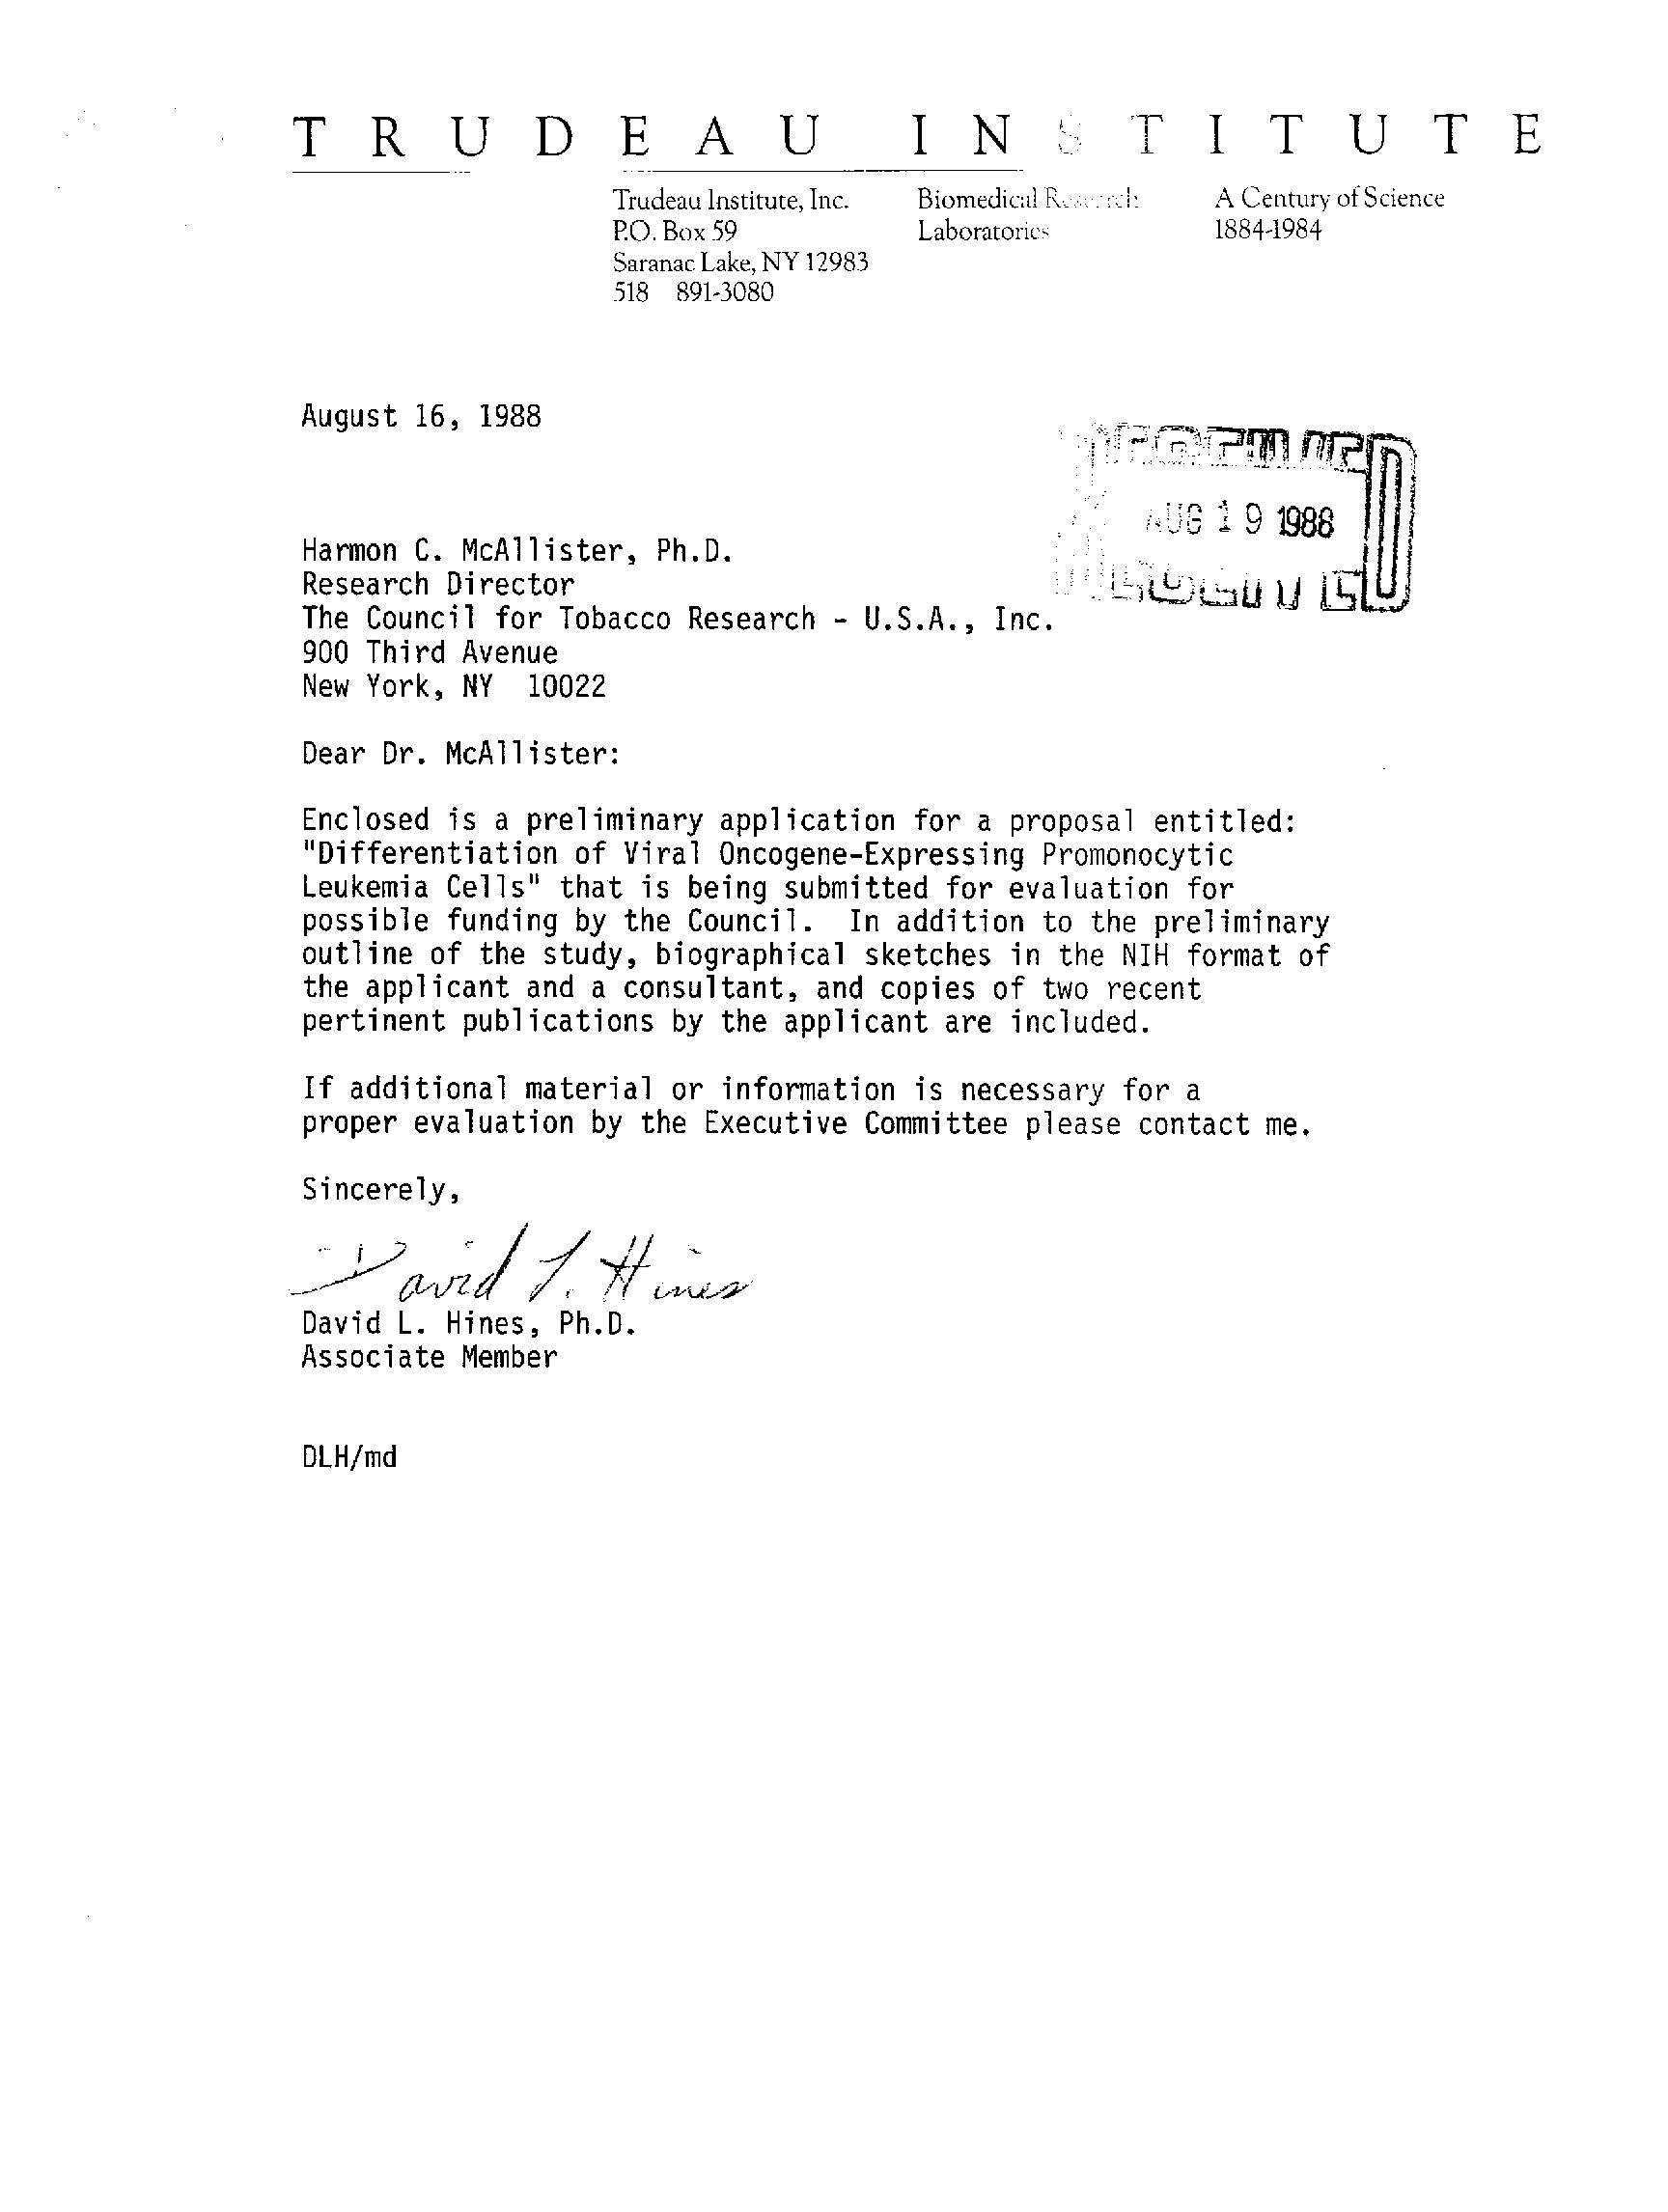 TRUDEAU INSTITUTE
Trudeau Institute, Inc.
P.O. Box 59
Saranac Lake, NY 12983
518 891-3080
Biomedical Research
Laboratories
A Century of Science
1884-1984
August 16, 1988
RECEIVED
AUG 19 1988
RECEIVED
Harmon C. McAllister, Ph.D.
Research Director
The Council for Tobacco Research - U.S.A., Inc.
900 Third Avenue
New York, NY 10022
Dear Dr. McAllister:
Enclosed is a preliminary application for a proposal entitled:
"Differentiation of Viral Oncogene-Expressing Promonocytic
Leukemia Cells" that is being submitted for evaluation for
possible funding by the Council. In addition to the preliminary
outline of the study, biographical sketches in the NIH format of
the applicant and a consultant, and copies of two recent
pertinent publications by the applicant are included.
If additional material or information is necessary for a
proper evaluation by the Executive Committee please contact me.
Sincerely,
David L. Hines
David L. Hines, Ph.D.
Associate Member
DLH/md